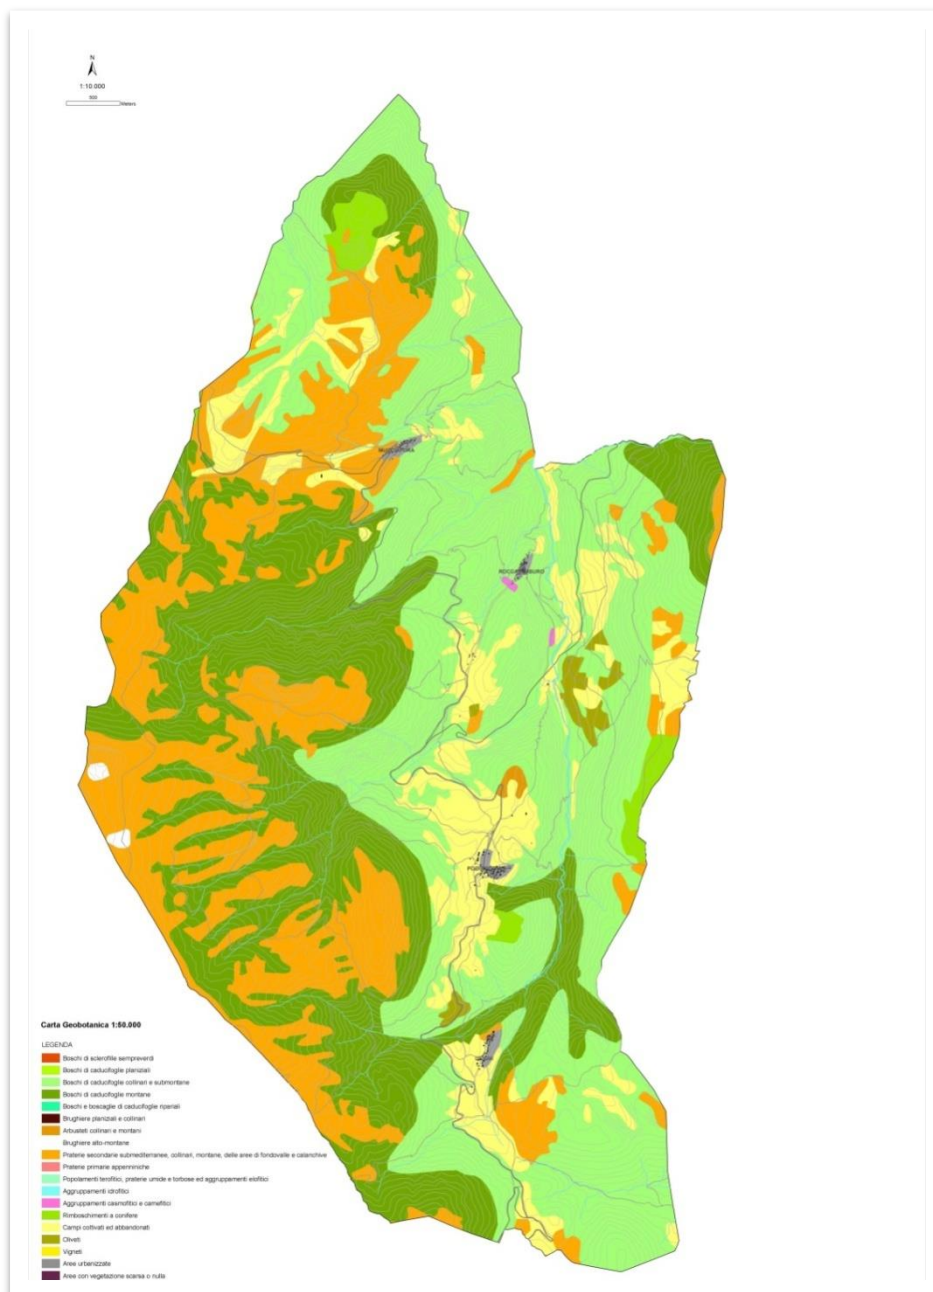 N
1:10.000
Meters
Carta Geobotanica 1:50.000
LEGENDA
Boschi di sclerofille sempreverdi
Boschi di caducifoglie planiziali
Boschi di caducifoglie collinari e submontane
Boschi di caducifoglie montane
Boschi e boscaglie di caducifoglie ripariali
Brughiere planiziali e collinari
Arbusteti collinari e montani
Brughiere alto-montane
Praterie secondarie submediterranee, collinari, montane, delle aree di fondovalle e calanchive
Praterie primarie appenniniche
Popolamenti terofitici, praterie umide e torbose ed aggruppamenti elofitici
Aggruppamenti idrofitici
Aggruppamenti casmofitici e camefitici
Rimboschimenti a conifere
Campi coltivati ed abbandonati
Oliveti
Vigneti
Aree urbanizzate
Aree con vegetazione scarsa o nulla